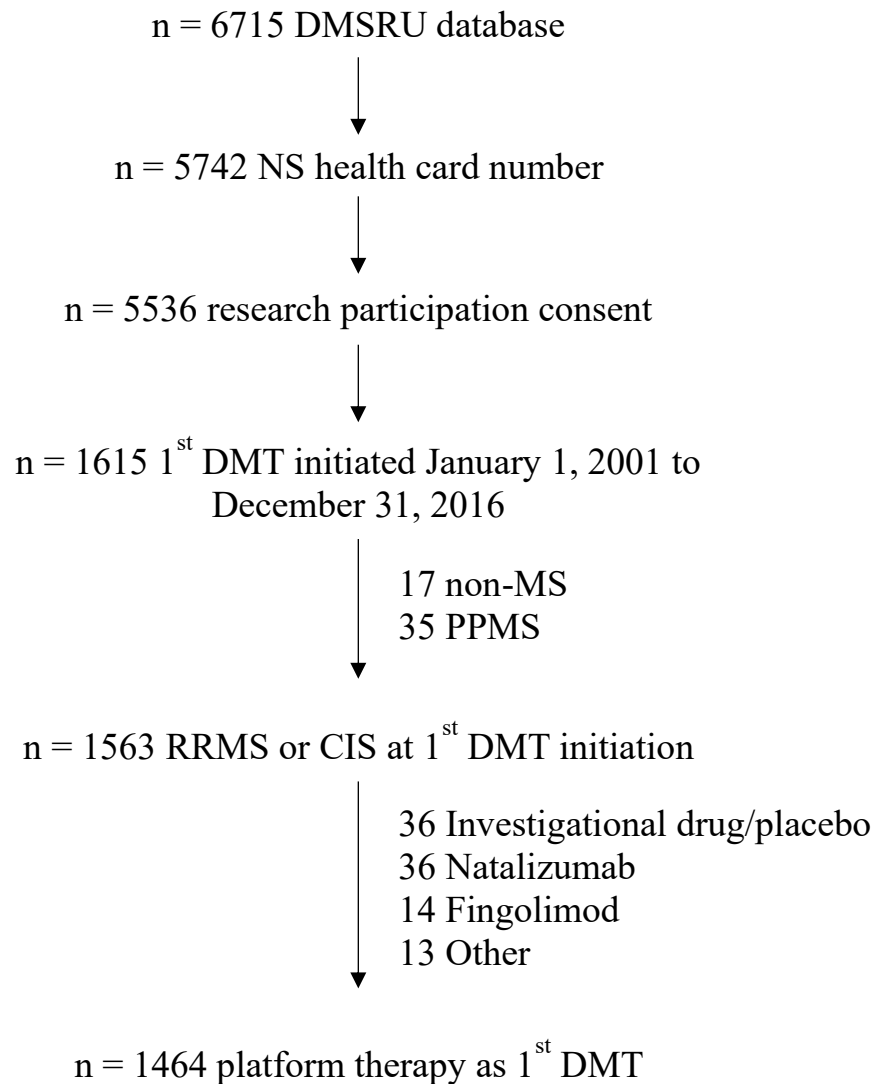 n = 6715 DMSRU database
n = 5742 NS health card number
n = 5536 research participation consent
n = 1615 1st DMT initiated January 1, 2001 to
December 31, 2016
17 non-MS
35 PPMS
n = 1563 RRMS or CIS at 1st DMT initiation
36 Investigational drug/placebo
36 Natalizumab
14 Fingolimod
13 Other
n = 1464 platform therapy as 1st DMT